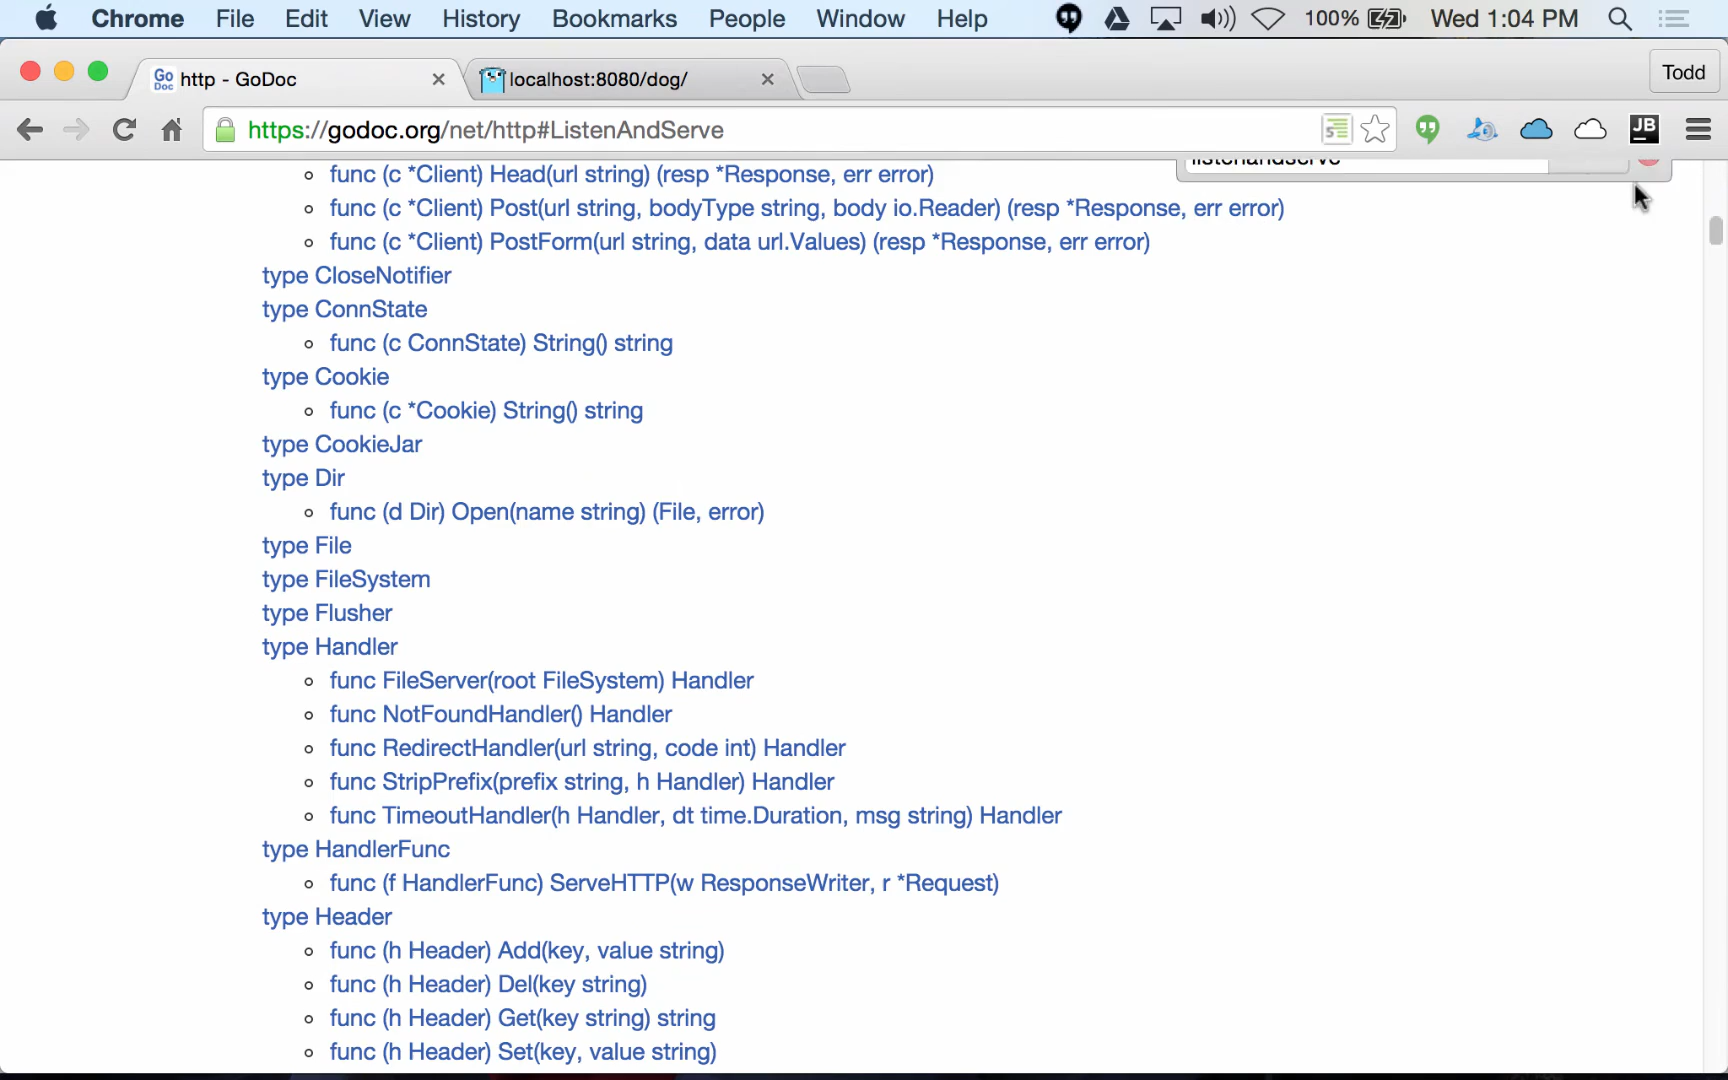 Chrome File Edit View History Bookmarks People Window Help 100% Wed 1:04 PM
Go Doc http - GoDoc localhost:8080/dog/ Todd
https://godoc.org/net/http#ListenAndServe JB
listenandserve
func (c *Client) Head(url string) (resp *Response, err error)
func (c *Client) Post(url string, bodyType string, body io.Reader) (resp *Response, err error)
func (c *Client) PostForm(url string, data url.Values) (resp *Response, err error)
type CloseNotifier
type ConnState
func (c ConnState) String() string
type Cookie
func (c *Cookie) String() string
type CookieJar
type Dir
func (d Dir) Open(name string) (File, error)
type File
type FileSystem
type Flusher
type Handler
func FileServer(root FileSystem) Handler
func NotFoundHandler() Handler
func RedirectHandler(url string, code int) Handler
func StripPrefix(prefix string, h Handler) Handler
func TimeoutHandler(h Handler, dt time.Duration, msg string) Handler
type HandlerFunc
func (f HandlerFunc) ServeHTTP(w ResponseWriter, r *Request)
type Header
func (h Header) Add(key, value string)
func (h Header) Del(key string)
func (h Header) Get(key string) string
func (h Header) Set(key, value string)